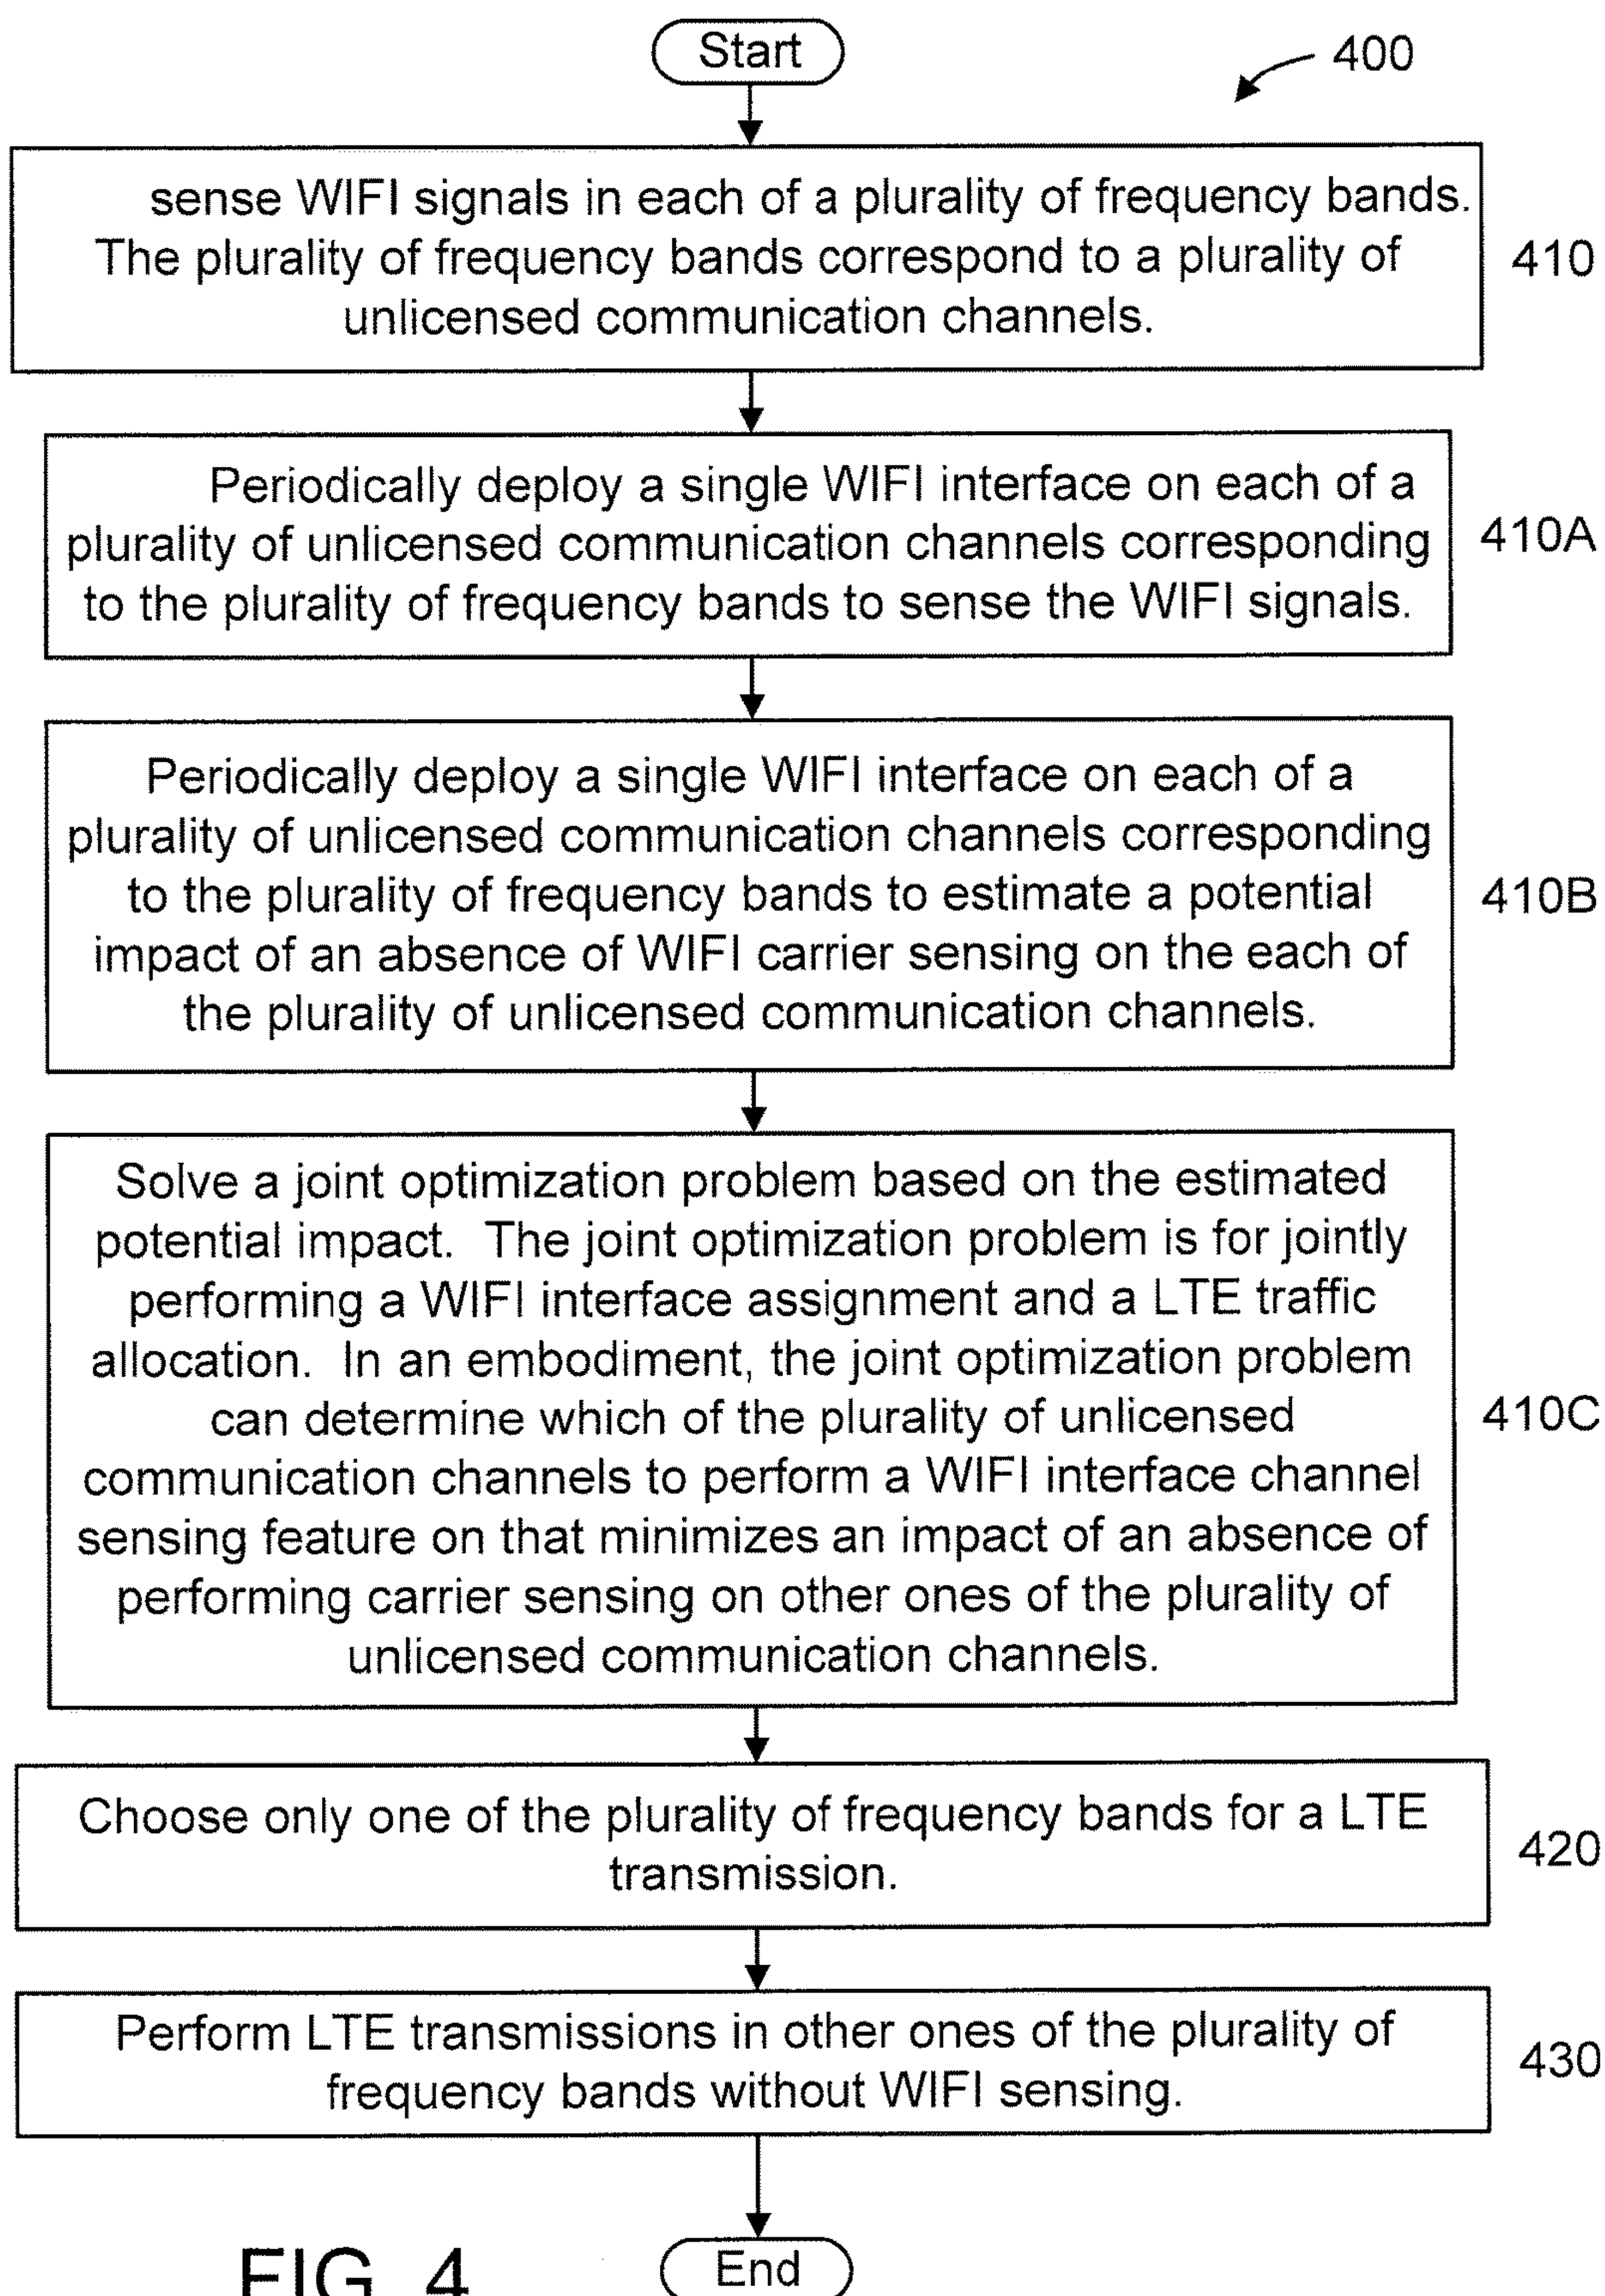 Start
400
sense WIFI signals in each of a plurality of frequency bands.
The plurality of frequency bands correspond to a plurality of
unlicensed communication channels.
410
Periodically deploy a single WIFI interface on each of a
plurality of unlicensed communication channels corresponding
to the plurality of frequency bands to sense the WIFI signals.
410A
Periodically deploy a single WIFI interface on each of a
plurality of unlicensed communication channels corresponding
to the plurality of frequency bands to estimate a potential
impact of an absence of WIFI carrier sensing on the each of
the plurality of unlicensed communication channels.
410B
Solve a joint optimization problem based on the estimated
potential impact. The joint optimization problem is for jointly
performing a WIFI interface assignment and a LTE traffic
allocation. In an embodiment, the joint optimization problem
can determine which of the plurality of unlicensed
communication channels to perform a WIFI interface channel
sensing feature on that minimizes an impact of an absence of
performing carrier sensing on other ones of the plurality of
unlicensed communication channels.
410C
Choose only one of the plurality of frequency bands for a LTE
transmission.
420
Perform LTE transmissions in other ones of the plurality of
frequency bands without WIFI sensing.
430
End
FIG. 4